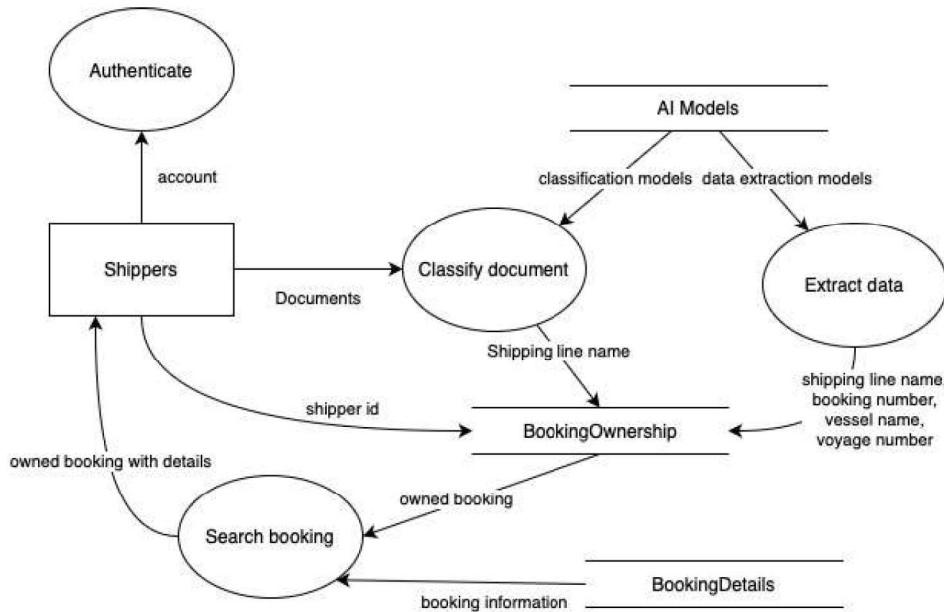 Authenticate
AI Models
account
classification models
data extraction models
Shippers
Classify document
Extract data
Documents
Shipping line name
shipping line name,
booking number,
vessel name,
voyage number
shipper id
BookingOwnership
owned booking with details
owned booking
Search booking
BookingDetails
booking information